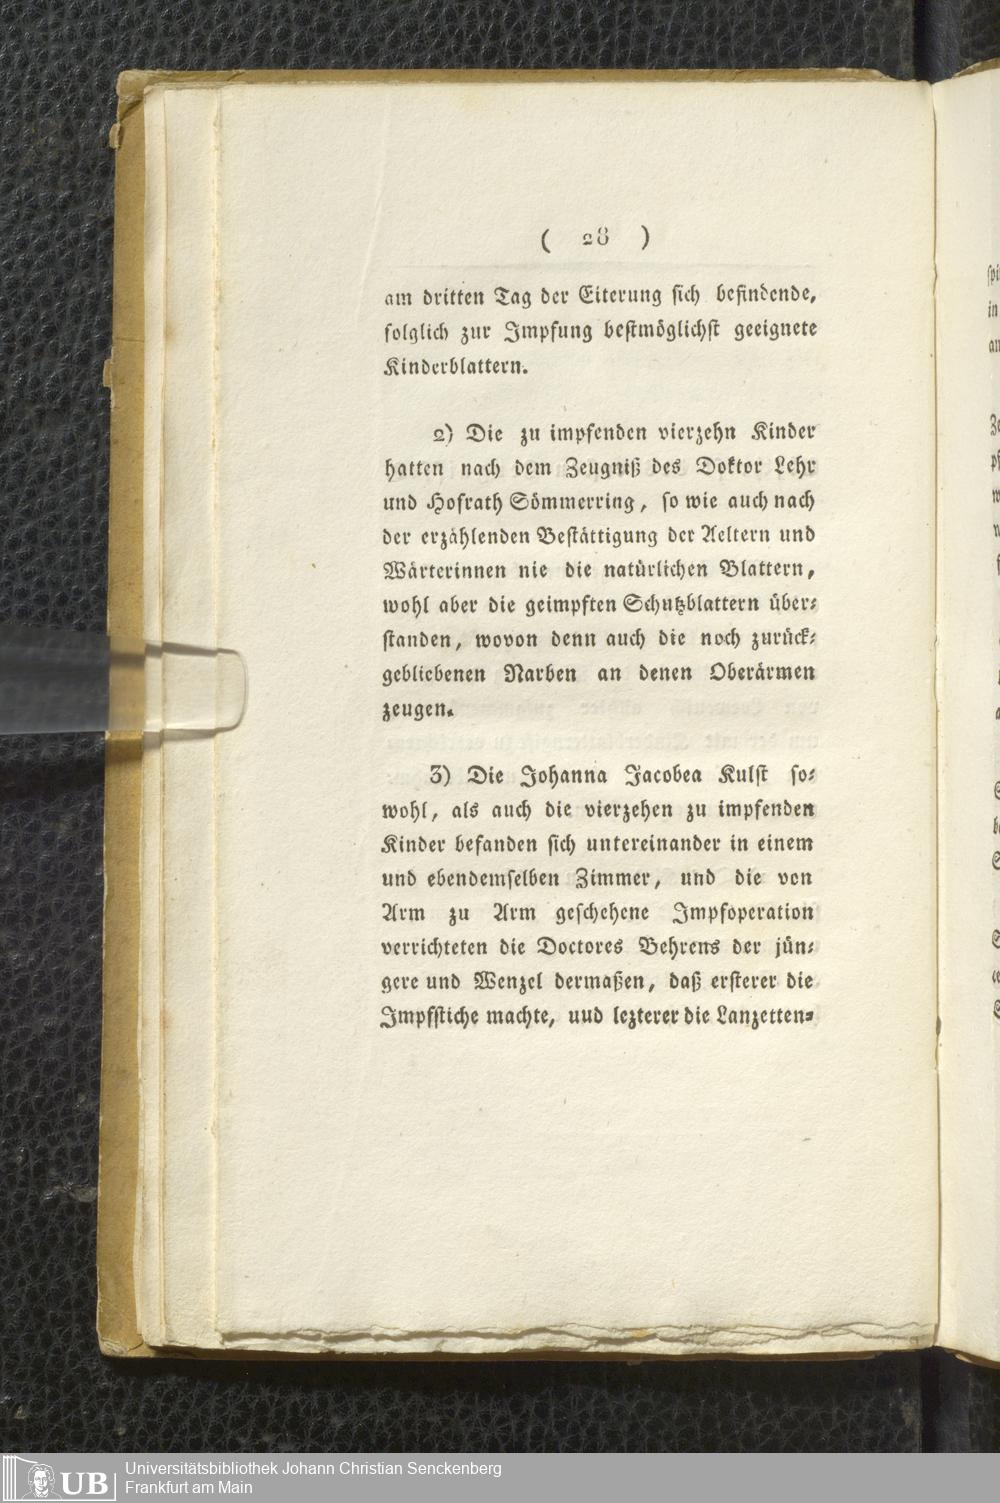 ( 28 )
am dritten Tag der Eiterung sich befindende,
folglich zur Impfung bestmöglichst geeignete
Kinderblattern.
2) Die zu impfenden vierzehn Kinder
hatten nach dem Zeugniß des Doktor Lehr
und Hofrath Sömmerring, so wie auch nach
der erzählenden Bestättigung der Aeltern und
Wärterinnen nie die natürlichen Blattern,
wohl aber die geimpften Schutzblattern über-
standen, wovon denn auch die noch zurück-
gebliebenen Narben an denen Oberärmen
zeugen.
3) Die Johanna Jacobea Kulst so-
wohl, als auch die vierzehen zu impfenden
Kinder befanden sich untereinander in einem
und ebendemselben Zimmer, und die von
Arm zu Arm geschehene Impfoperation
verrichteten die Doctores Behrens der jün-
gere und Wenzel dermaßen, daß ersterer die
Impfstiche machte, uud lezterer die Lanzetten-
UB Universitätsbibliothek Johann Christian Senckenberg
Frankfurt am Main